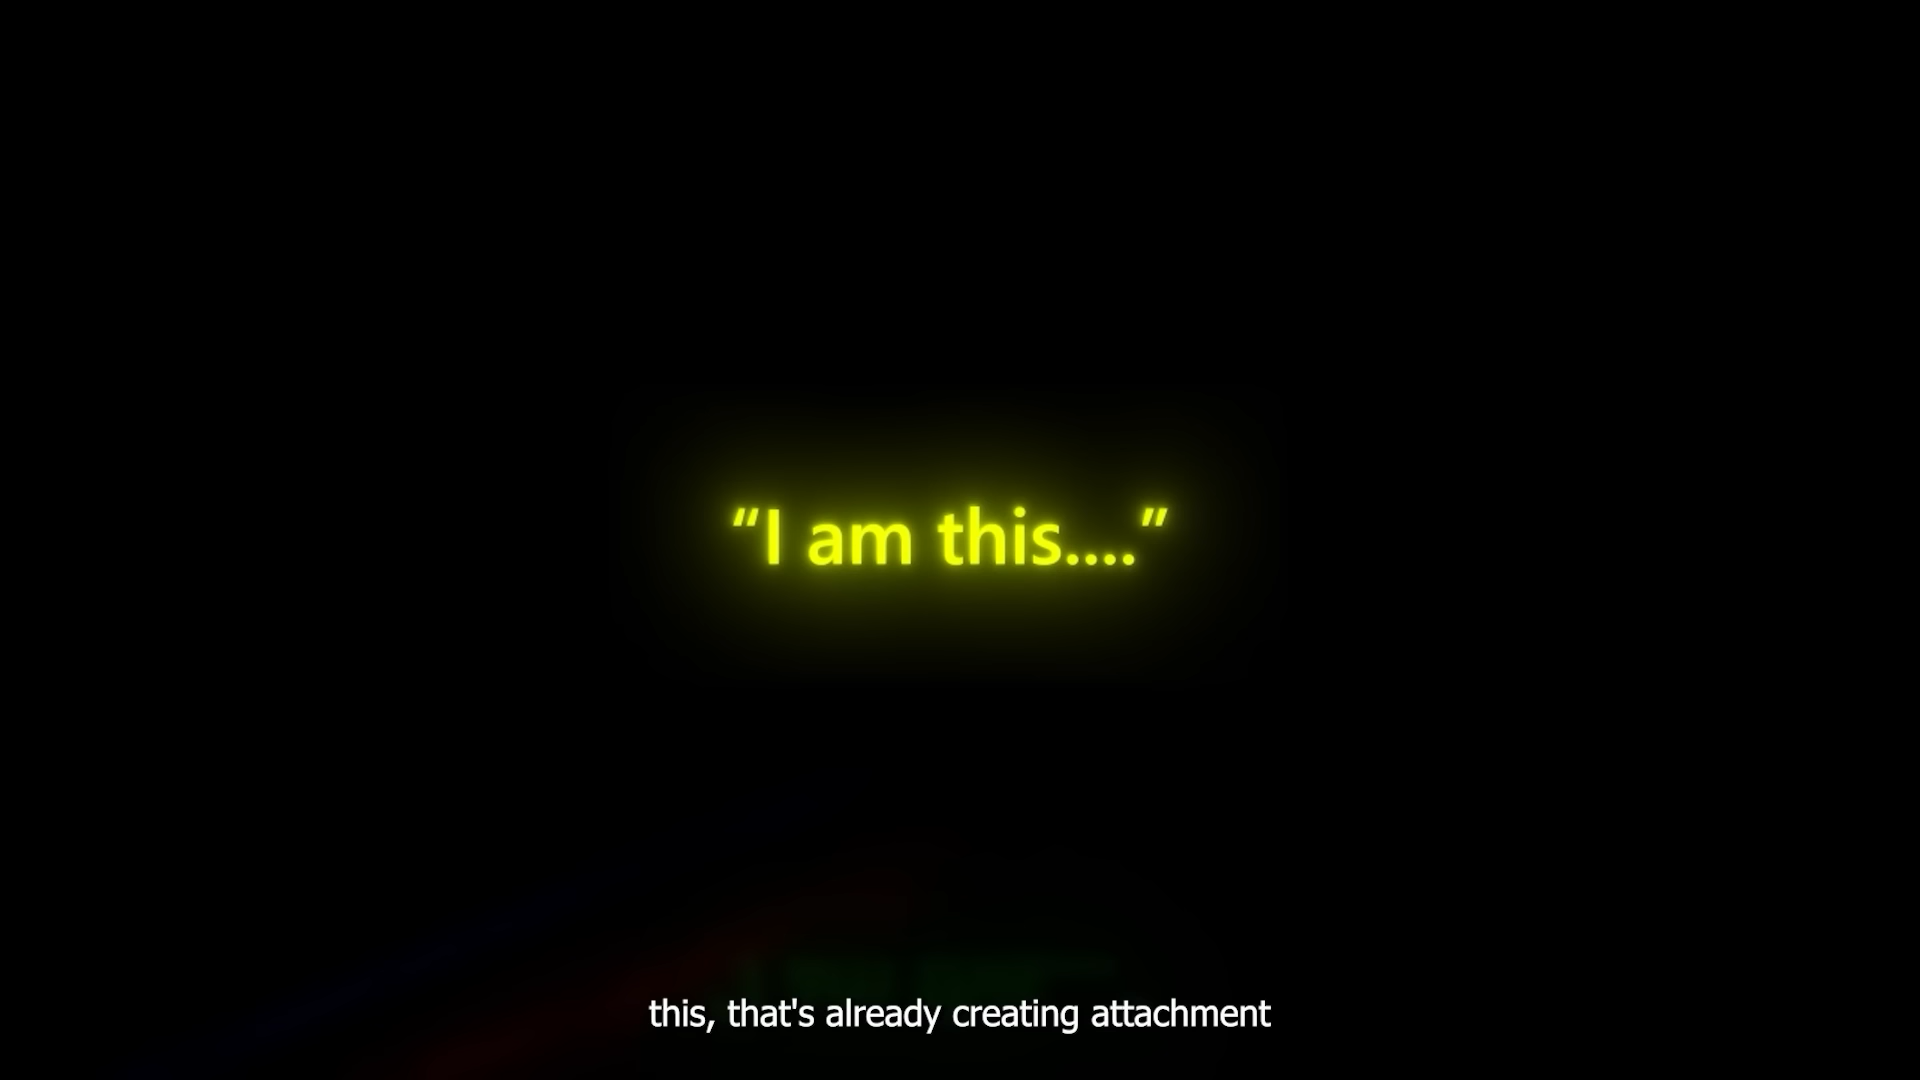 “I am this....”
this, that's already creating attachment